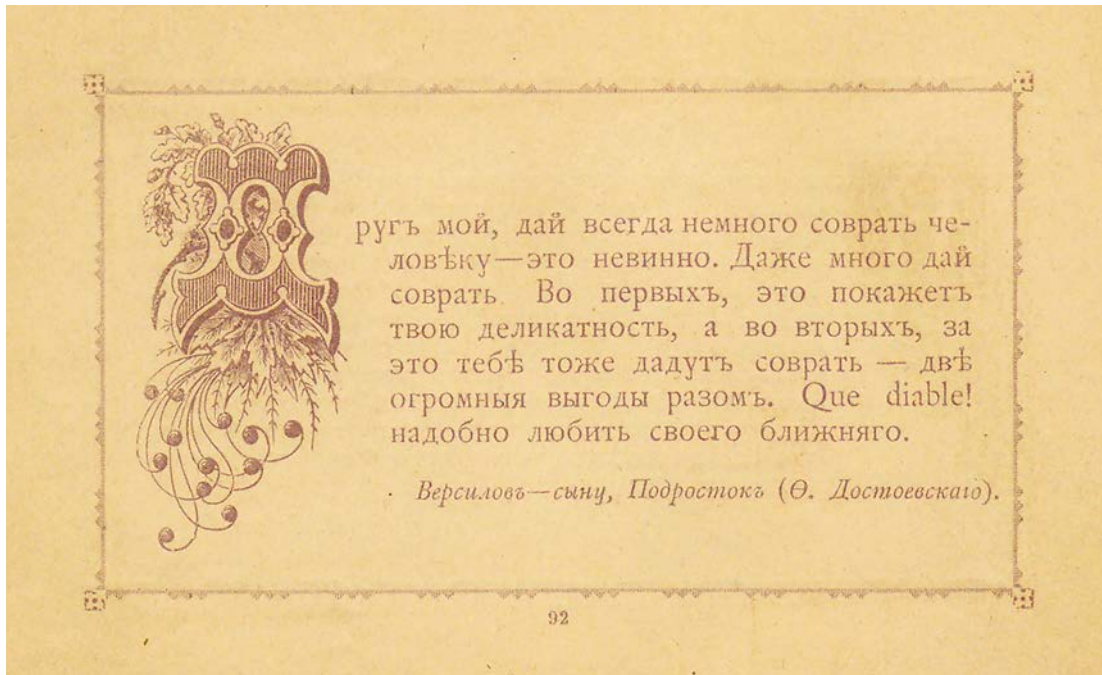 Другъ мой, дай всегда немного соврать че-
ловѣку—это невинно. Даже много дай
соврать. Во первыхъ, это покажетъ
твою деликатность, а во вторыхъ, за
это тебѣ тоже дадутъ соврать — двѣ
огромныя выгоды разомъ. Que diable!
надобно любить своего ближняго.
Версиловъ—сыну, Подростокъ (Ѳ. Достоевскаго).
92